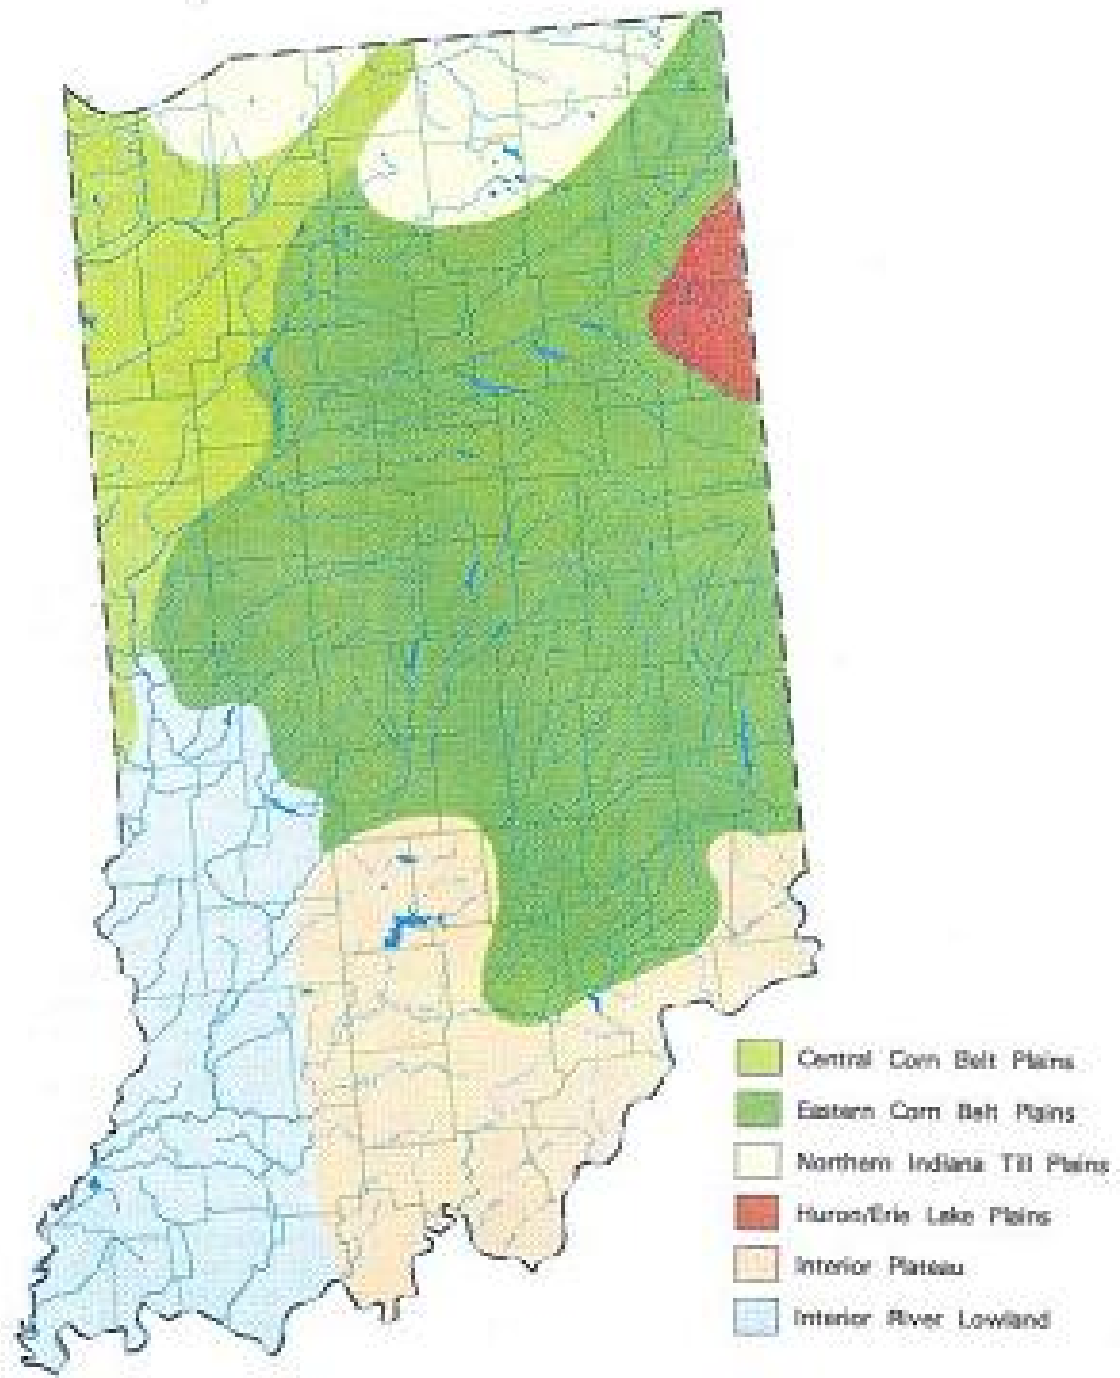 Central Corn Belt Plains
Eastern Corn Belt Plains
Northern Indiana Till Plains
Huron/Erie Lake Plains
Interior Plateau
Interior River Lowland